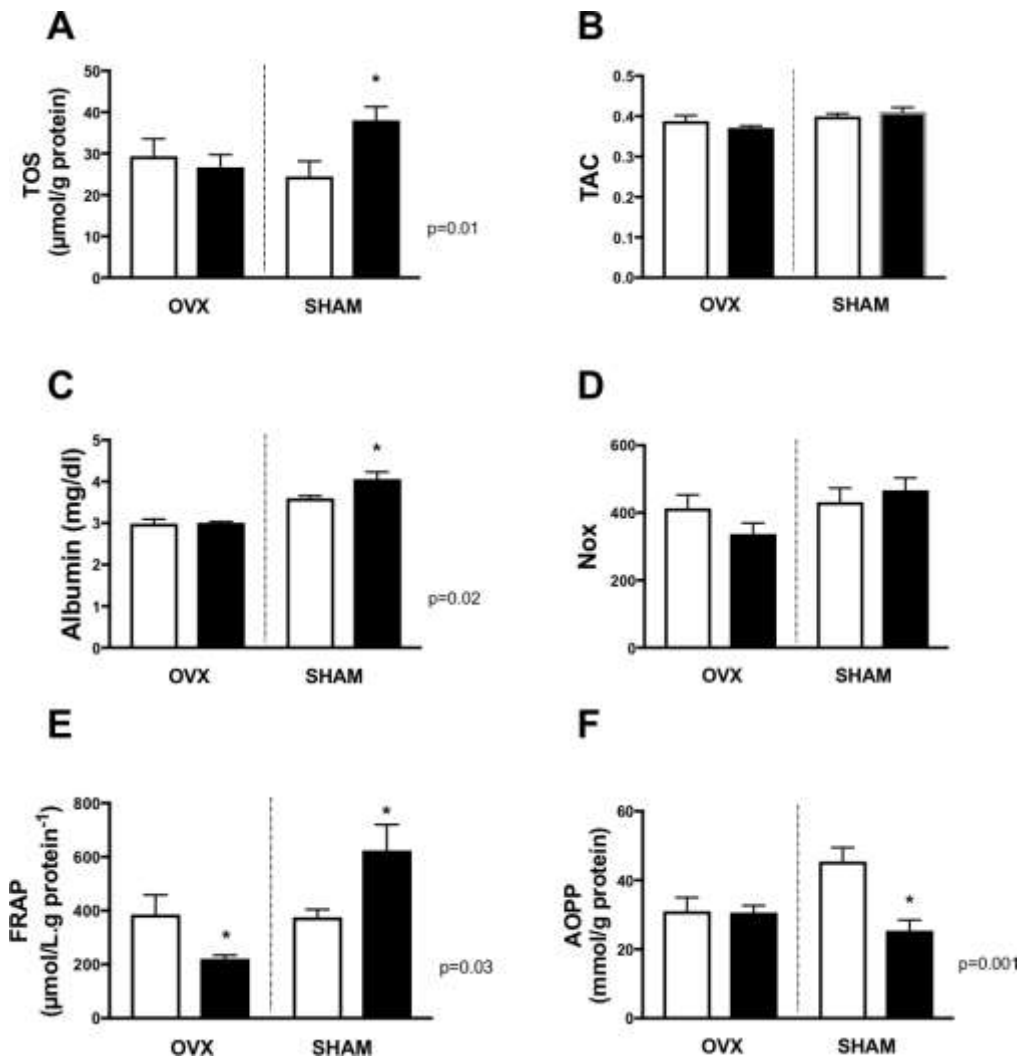 A
50
40
30
20
10
0
TOS
(µmol/g protein)
*
p=0.01
OVX SHAM
B
0.5
0.4
0.3
0.2
0.1
0.0
TAC
OVX SHAM
C
5
4
3
2
1
0
Albumin (mg/dl)
*
p=0.02
OVX SHAM
D
600
400
200
0
Nox
OVX SHAM
E
800
600
400
200
0
FRAP
(µmol/L.g protein⁻¹)
*
*
p=0.03
OVX SHAM
F
60
40
20
0
AOPP
(mmol/g protein)
*
p=0.001
OVX SHAM